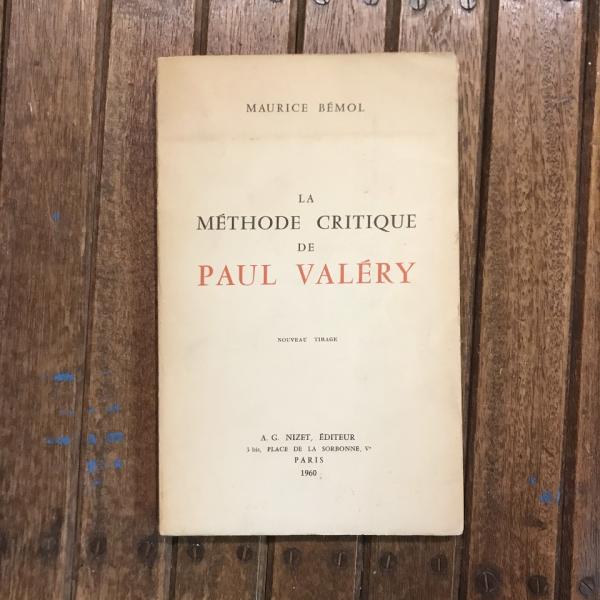 MAURICE BÉMOL
LA
MÉTHODE CRITIQUE
DE
PAUL VALÉRY
NOUVEAU TIRAGE
A. G. NIZET, ÉDITEUR
3 bis, PLACE DE LA SORBONNE, Vᵉ
PARIS
1960